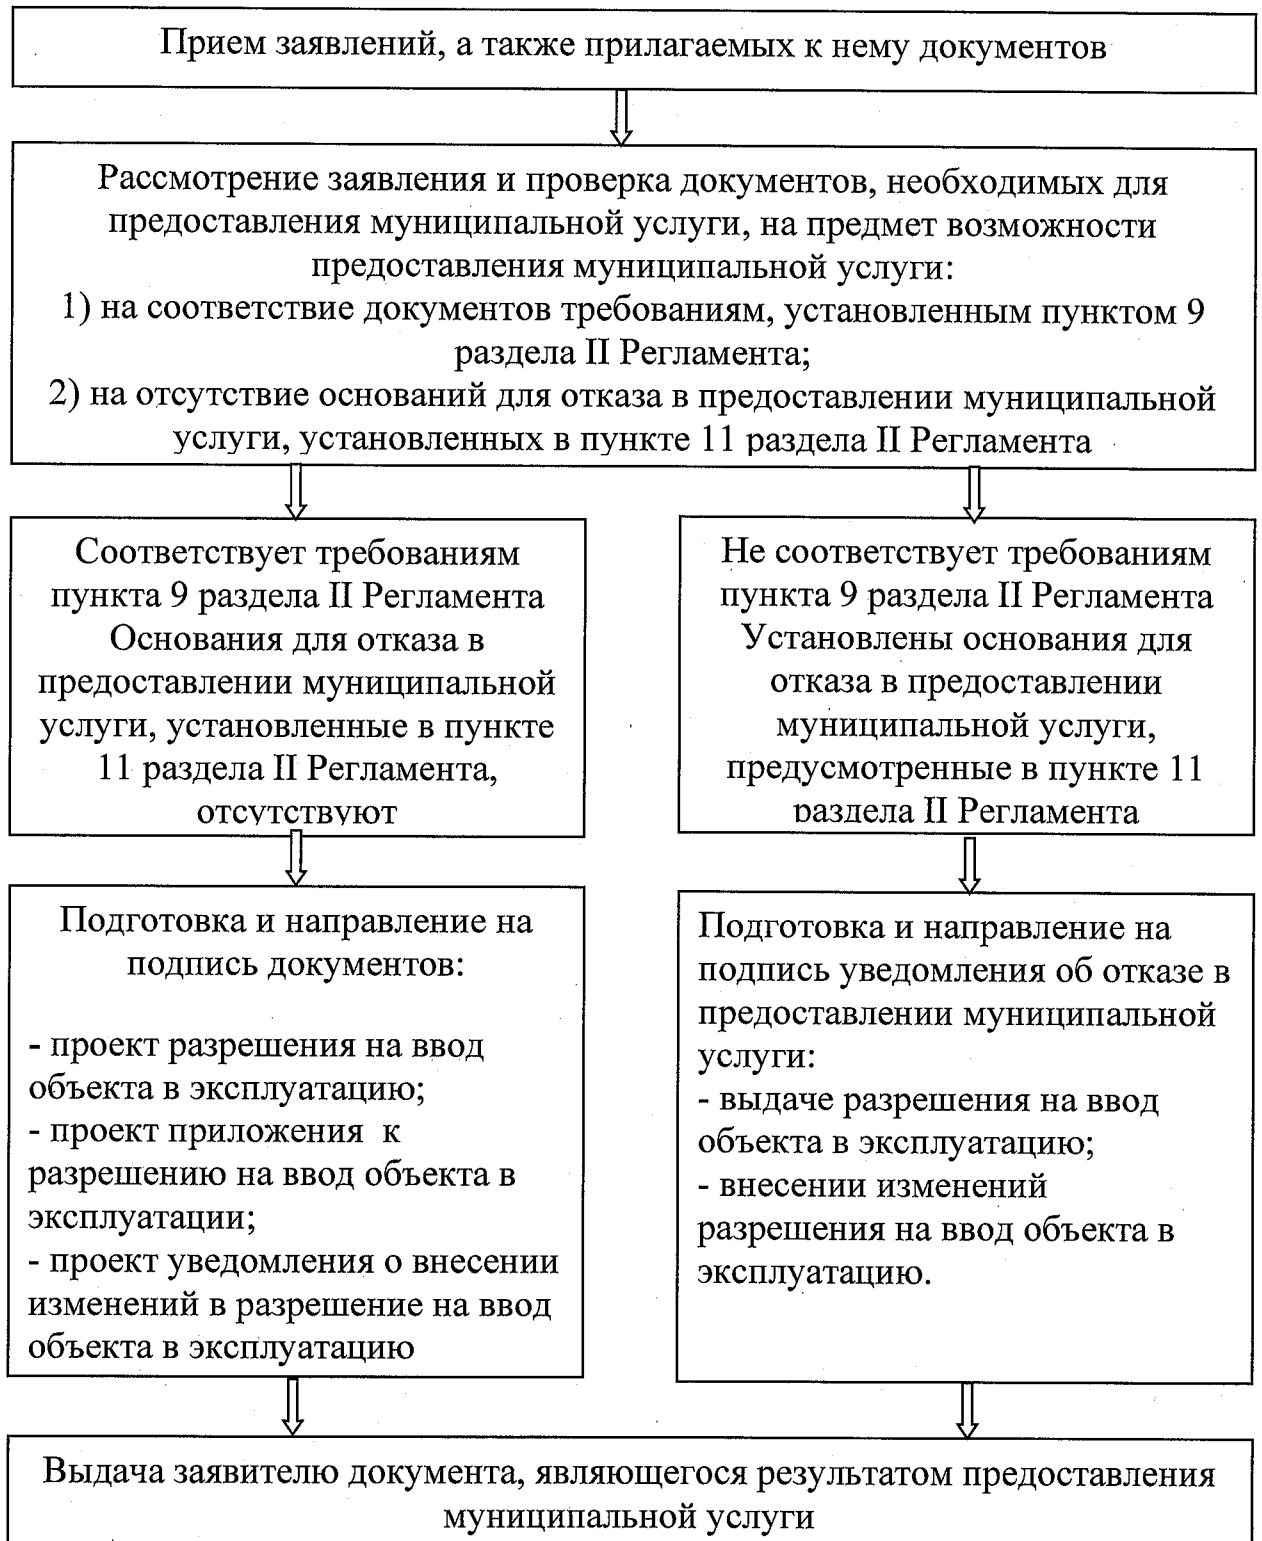 Прием заявлений, а также прилагаемых к нему документов
Рассмотрение заявления и проверка документов, необходимых для
предоставления муниципальной услуги, на предмет возможности
предоставления муниципальной услуги:
1) на соответствие документов требованиям, установленным пунктом 9
раздела II Регламента;
2) на отсутствие оснований для отказа в предоставлении муниципальной
услуги, установленных в пункте 11 раздела II Регламента
Соответствует требованиям
пункта 9 раздела II Регламента
Основания для отказа в
предоставлении муниципальной
услуги, установленные в пункте
11 раздела II Регламента,
отсутствуют
Не соответствует требованиям
пункта 9 раздела II Регламента
Установлены основания для
отказа в предоставлении
муниципальной услуги,
предусмотренные в пункте 11
раздела II Регламента
Подготовка и направление на
подпись документов:
- проект разрешения на ввод
объекта в эксплуатацию;
- проект приложения к
разрешению на ввод объекта в
эксплуатации;
- проект уведомления о внесении
изменений в разрешение на ввод
объекта в эксплуатацию
Подготовка и направление на
подпись уведомления об отказе в
предоставлении муниципальной
услуги:
- выдаче разрешения на ввод
объекта в эксплуатацию;
- внесении изменений
разрешения на ввод объекта в
эксплуатацию.
Выдача заявителю документа, являющегося результатом предоставления
муниципальной услуги